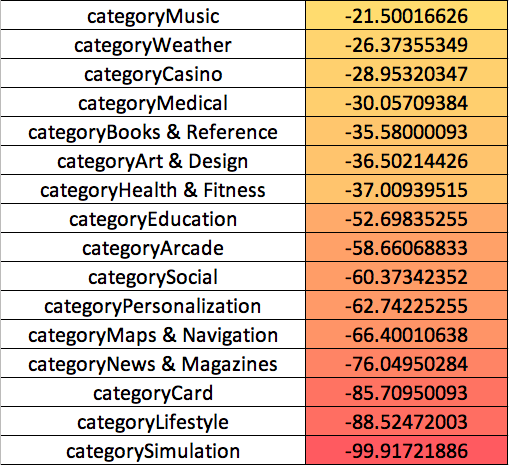 categoryMusic -21.50016626
categoryWeather -26.37355349
categoryCasino -28.95320347
categoryMedical -30.05709384
categoryBooks & Reference -35.58000093
categoryArt & Design -36.50214426
categoryHealth & Fitness -37.00939515
categoryEducation -52.69835255
categoryArcade -58.66068833
categorySocial -60.37342352
categoryPersonalization -62.74225255
categoryMaps & Navigation -66.40010638
categoryNews & Magazines -76.04950284
categoryCard -85.70950093
categoryLifestyle -88.52472003
categorySimulation -99.91721886